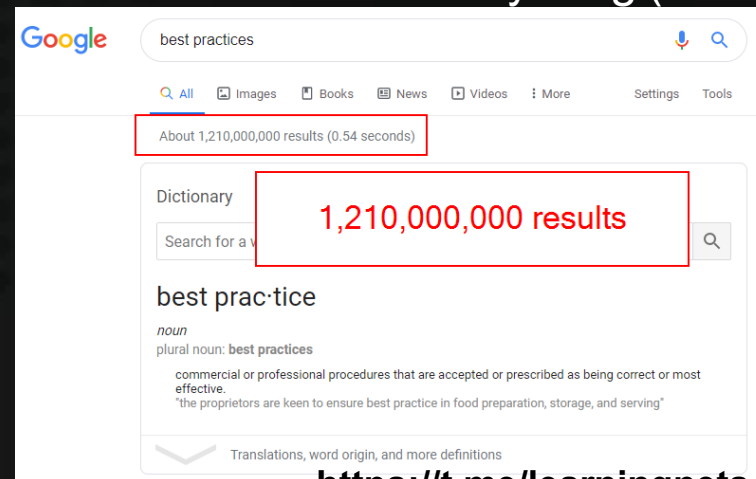 Google
best practices
All Images Books News Videos More Settings Tools
About 1,210,000,000 results (0.54 seconds)
Dictionary
1,210,000,000 results
Search for a
best prac·tice
noun
plural noun: best practices
commercial or professional procedures that are accepted or prescribed as being correct or most
effective.
"the proprietors are keen to ensure best practice in food preparation, storage, and serving"
Translations, word origin, and more definitions
https://t.me/learningnets